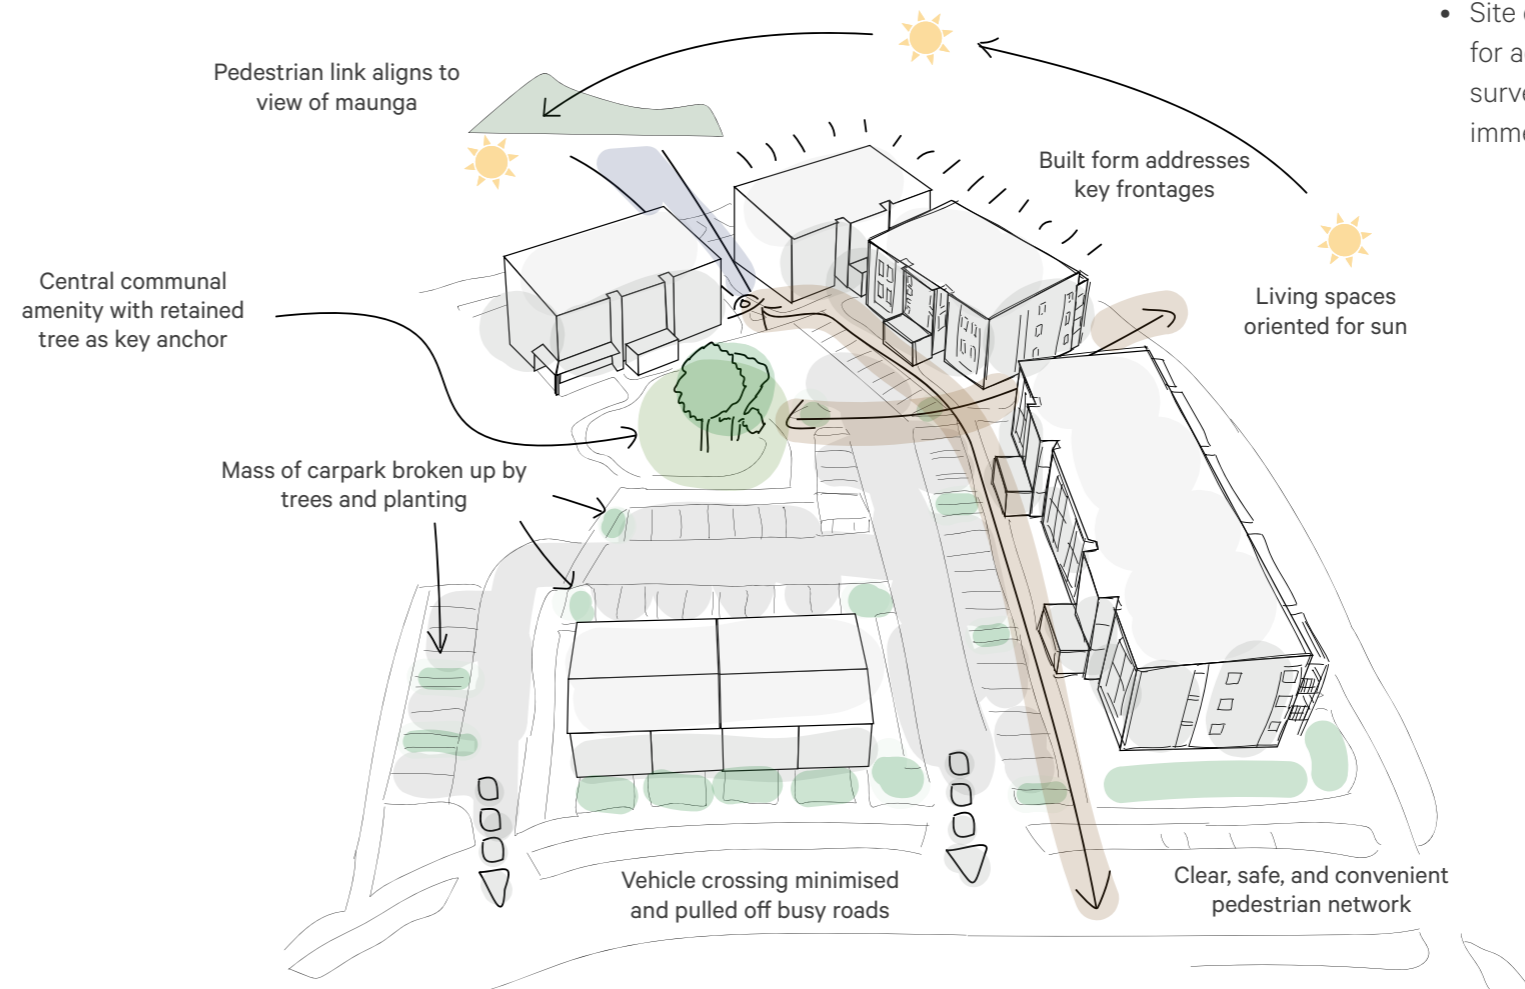 • Site
for a
surve
imme
Pedestrian link aligns to
view of maunga
Built form addresses
key frontages
Living spaces
oriented for sun
Central communal
amenity with retained
tree as key anchor
Mass of carpark broken up by
trees and planting
Vehicle crossing minimised
and pulled off busy roads
Clear, safe, and convenient
pedestrian network